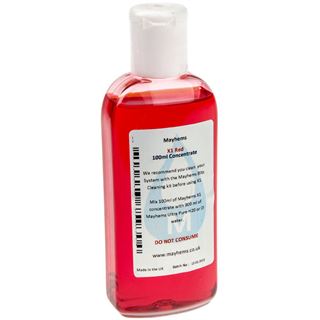 Mayhems
X1 Red
100ml Concentrate
We recommend you clean your
System with the Mayhems Blitz
Cleaning kit before using X1.
Mix 100ml of Mayhems X1
concentrate with 900 ml of
Mayhems Ultra Pure H2O or DI
water.
M
DO NOT CONSUME
www.mayhems.co.uk
Made in the UK
Batch No :